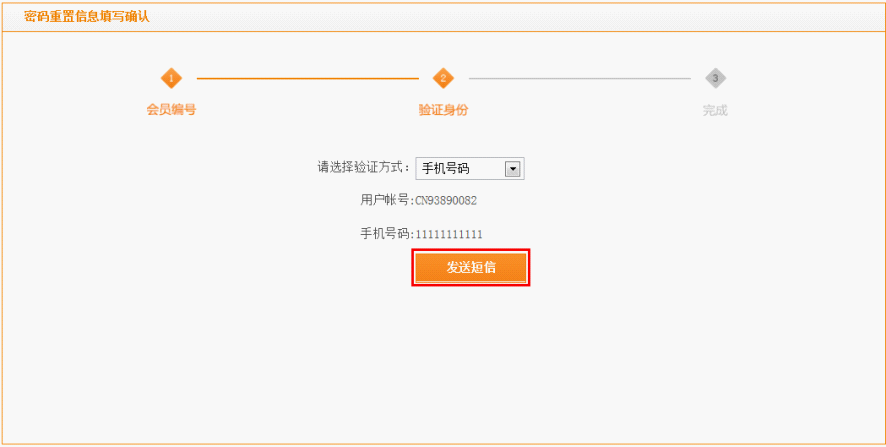 密码重置信息填写确认
1
2
3
会员编号
验证身份
完成
请选择验证方式：手机号码
用户帐号:CN93890082
手机号码:11111111111
发送短信